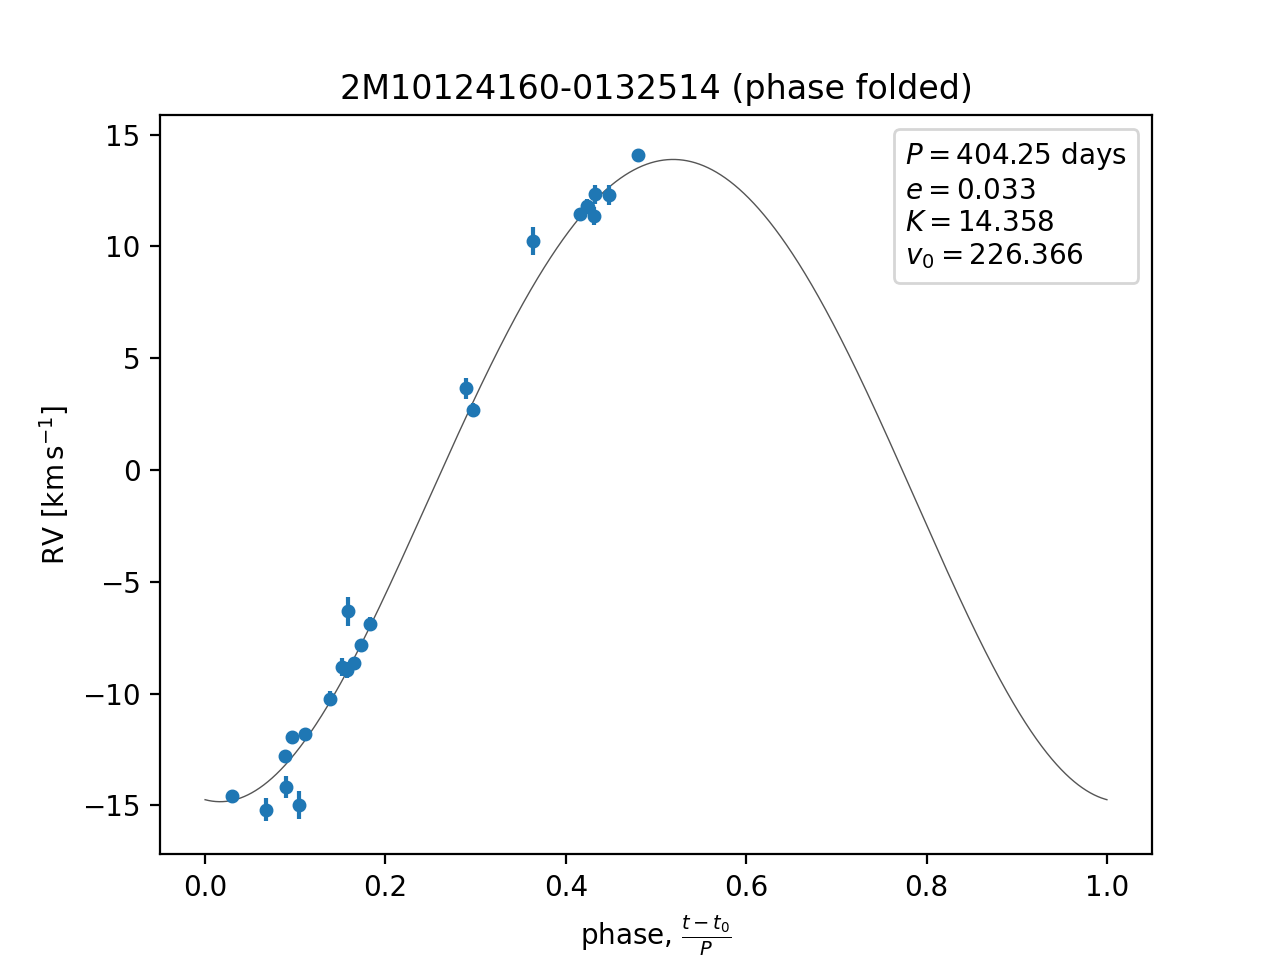 2M10124160-0132514 (phase folded)
P = 404.25 days
e = 0.033
K = 14.358
v₀ = 226.366
15
10
5
0
−5
−10
−15
RV [km s⁻¹]
0.0 0.2 0.4 0.6 0.8 1.0
phase, (t − t₀)/P